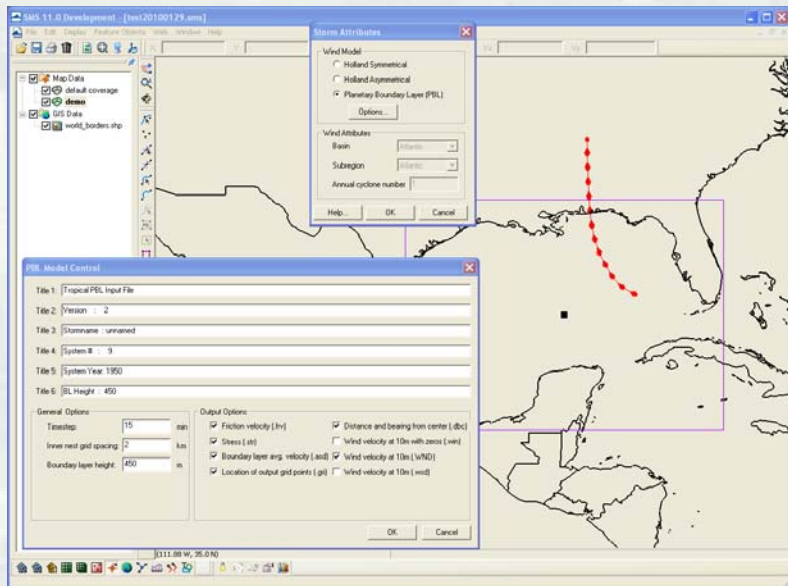 SMS 11.0 Development - [test20100129.sms]
File Edit Display Feature Objects Web Window Help
Map Data
default coverage
demo
GIS Data
world_borders.shp
Storm Attributes
Wind Model
Holland Symmetrical
Holland Asymmetrical
Planetary Boundary Layer (PBL)
Options...
Wind Attributes
Basin Atlantic
Subregion Atlantic
Annual cyclone number 1
Help... OK Cancel
PBL Model Control
Title 1: Tropical PBL Input File
Title 2: Version : 2
Title 3: Stormname : unnamed
Title 4: System # : 9
Title 5: System Year: 1950
Title 6: BL Height : 450
General Options
Timestep: 15 min
Inner nest grid spacing: 2 km
Boundary layer height: 450 m
Output Options
Friction velocity (.frv)
Stress (.str)
Boundary layer avg. velocity (.asd)
Location of output grid points (.gri)
Distance and bearing from center (.dbc)
Wind velocity at 10m with zeros (.win)
Wind velocity at 10m (.WND)
Wind velocity at 10m (.wsd)
OK Cancel
(111.88 W, 35.0 N)